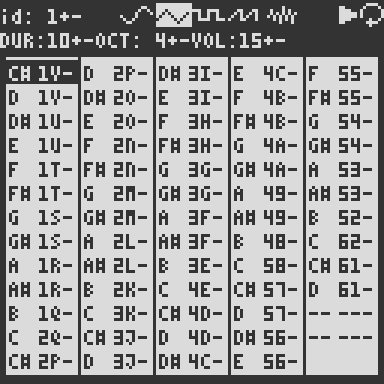 id: 1+-
DUR:10+-OCT: 4+-VOL:15+-
C# 1V-
D 1V-
D# 1U-
E 1U-
F 1T-
F# 1T-
G 1S-
G# 1S-
A 1R-
A# 1R-
B 1Q-
C 2Q-
C# 2P-
D 2P-
D# 2O-
E 2O-
F 2N-
F# 2N-
G 2M-
G# 2M-
A 2L-
A# 2L-
B 2K-
C 3K-
C# 3J-
D 3J-
D# 3I-
E 3I-
F 3H-
F# 3H-
G 3G-
G# 3G-
A 3F-
A# 3F-
B 3E-
C 4E-
C# 4D-
D 4D-
D# 4C-
E 4C-
F 4B-
F# 4B-
G 4A-
G# 4A-
A 49-
A# 49-
B 48-
C 58-
C# 57-
D 57-
D# 56-
E 56-
F 55-
F# 55-
G 54-
G# 54-
A 53-
A# 53-
B 52-
C 62-
C# 61-
D 61-
-- ---
-- ---